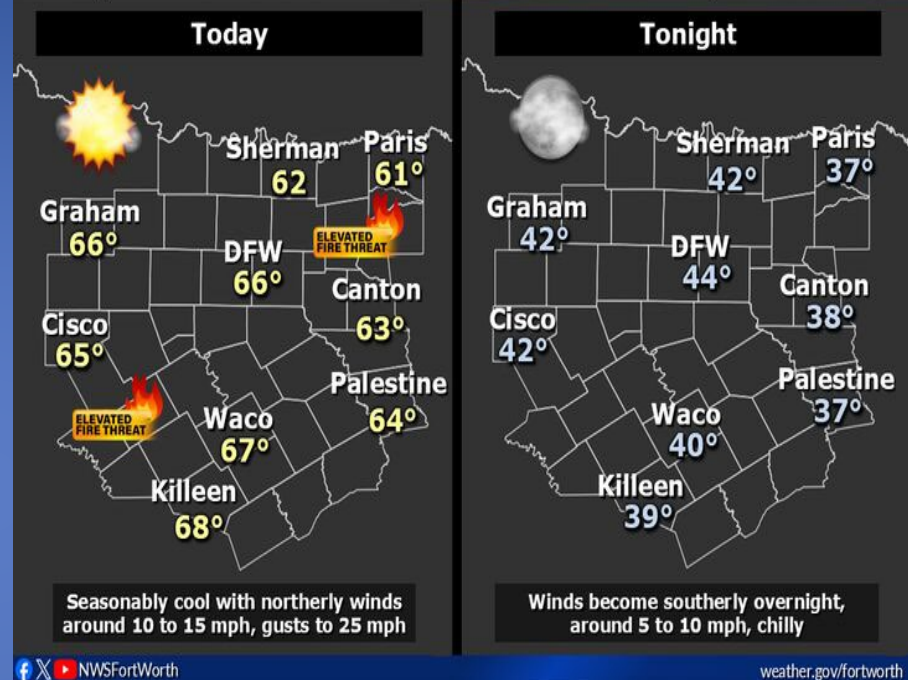 Today
Sherman
62
Paris
61°
Graham
66°
ELEVATED
FIRE THREAT
DFW
66°
Canton
63°
Cisco
65°
Palestine
64°
ELEVATED
FIRE THREAT
Waco
67°
Killeen
68°
Seasonably cool with northerly winds
around 10 to 15 mph, gusts to 25 mph
Tonight
Sherman
42°
Paris
37°
Graham
42°
DFW
44°
Canton
38°
Cisco
42°
Palestine
37°
Waco
40°
Killeen
39°
Winds become southerly overnight,
around 5 to 10 mph, chilly
NWSFortWorth
weather.gov/fortworth